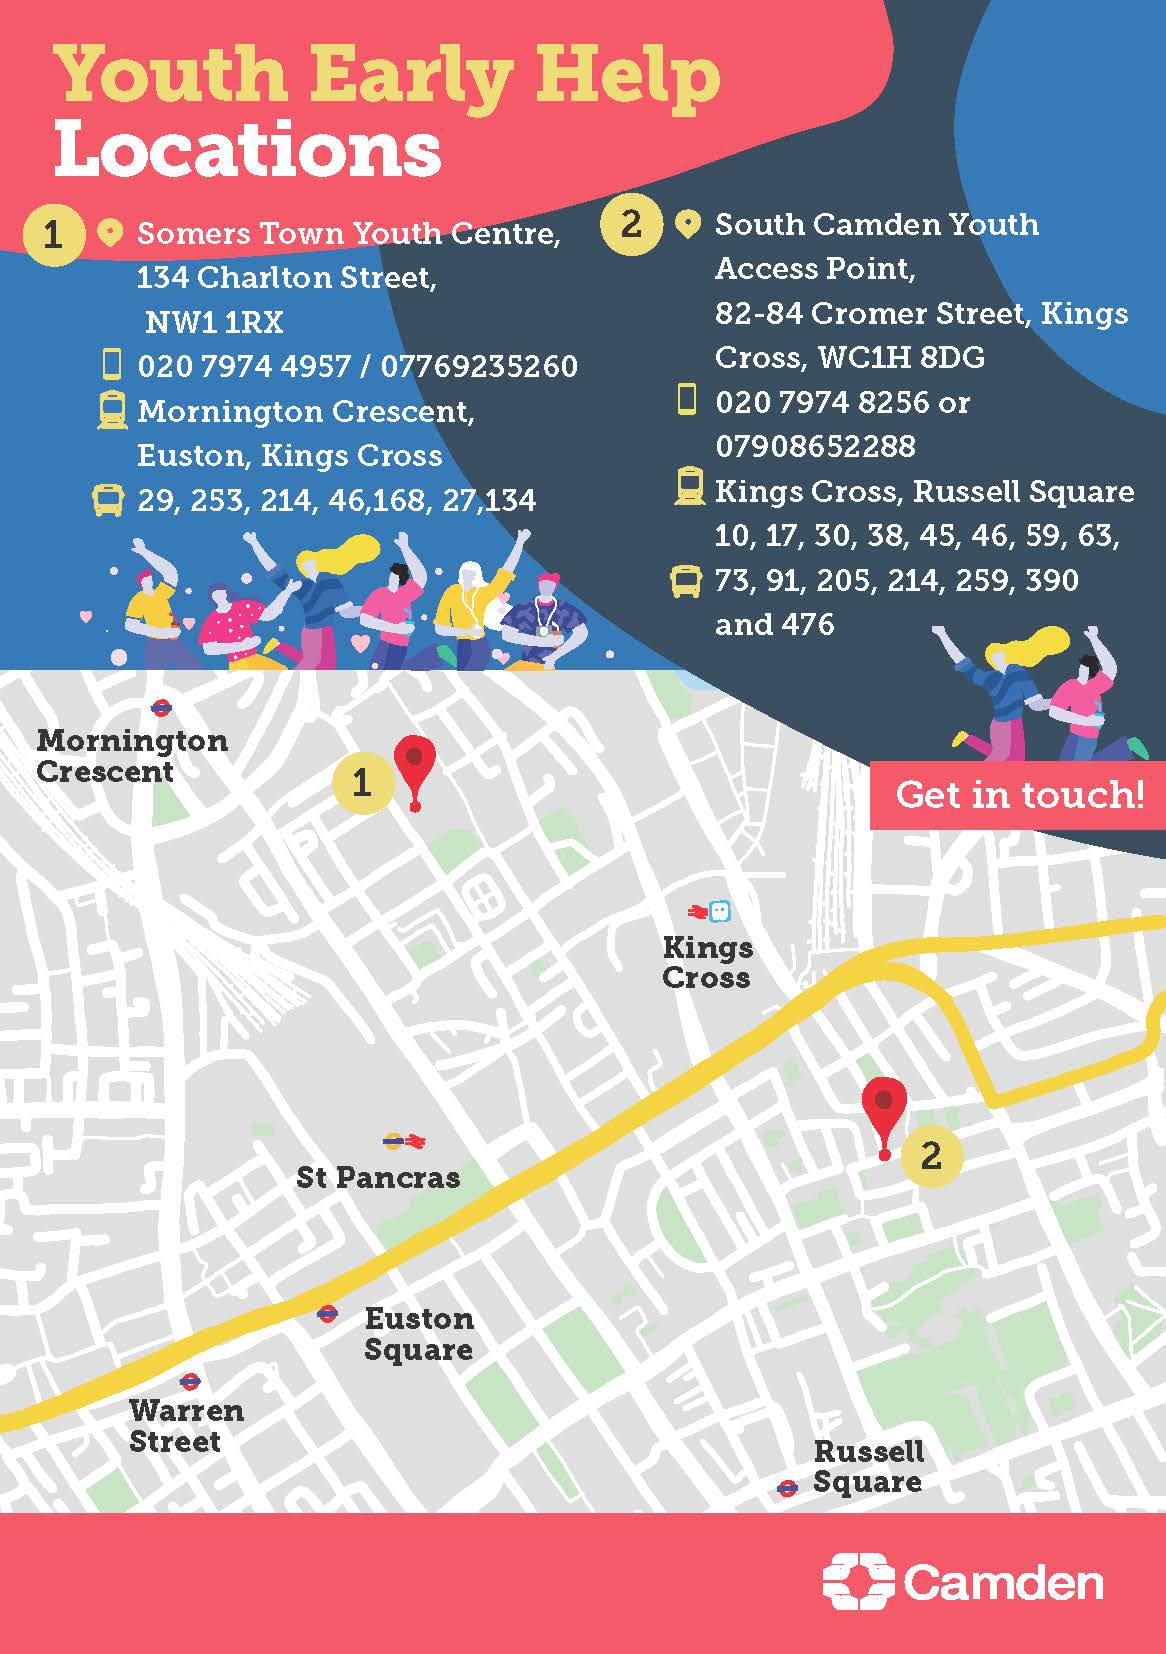 Youth Early Help
Locations
1
Somers Town Youth Centre,
134 Charlton Street,
NW1 1RX
020 7974 4957 / 07769235260
Mornington Crescent,
Euston, Kings Cross
29, 253, 214, 46,168, 27,134
2
South Camden Youth
Access Point,
82-84 Cromer Street, Kings
Cross, WC1H 8DG
020 7974 8256 or
07908652288
Kings Cross, Russell Square
10, 17, 30, 38, 45, 46, 59, 63,
73, 91, 205, 214, 259, 390
and 476
Mornington
Crescent
1
Get in touch!
Kings
Cross
2
St Pancras
Euston
Square
Warren
Street
Russell
Square
Camden